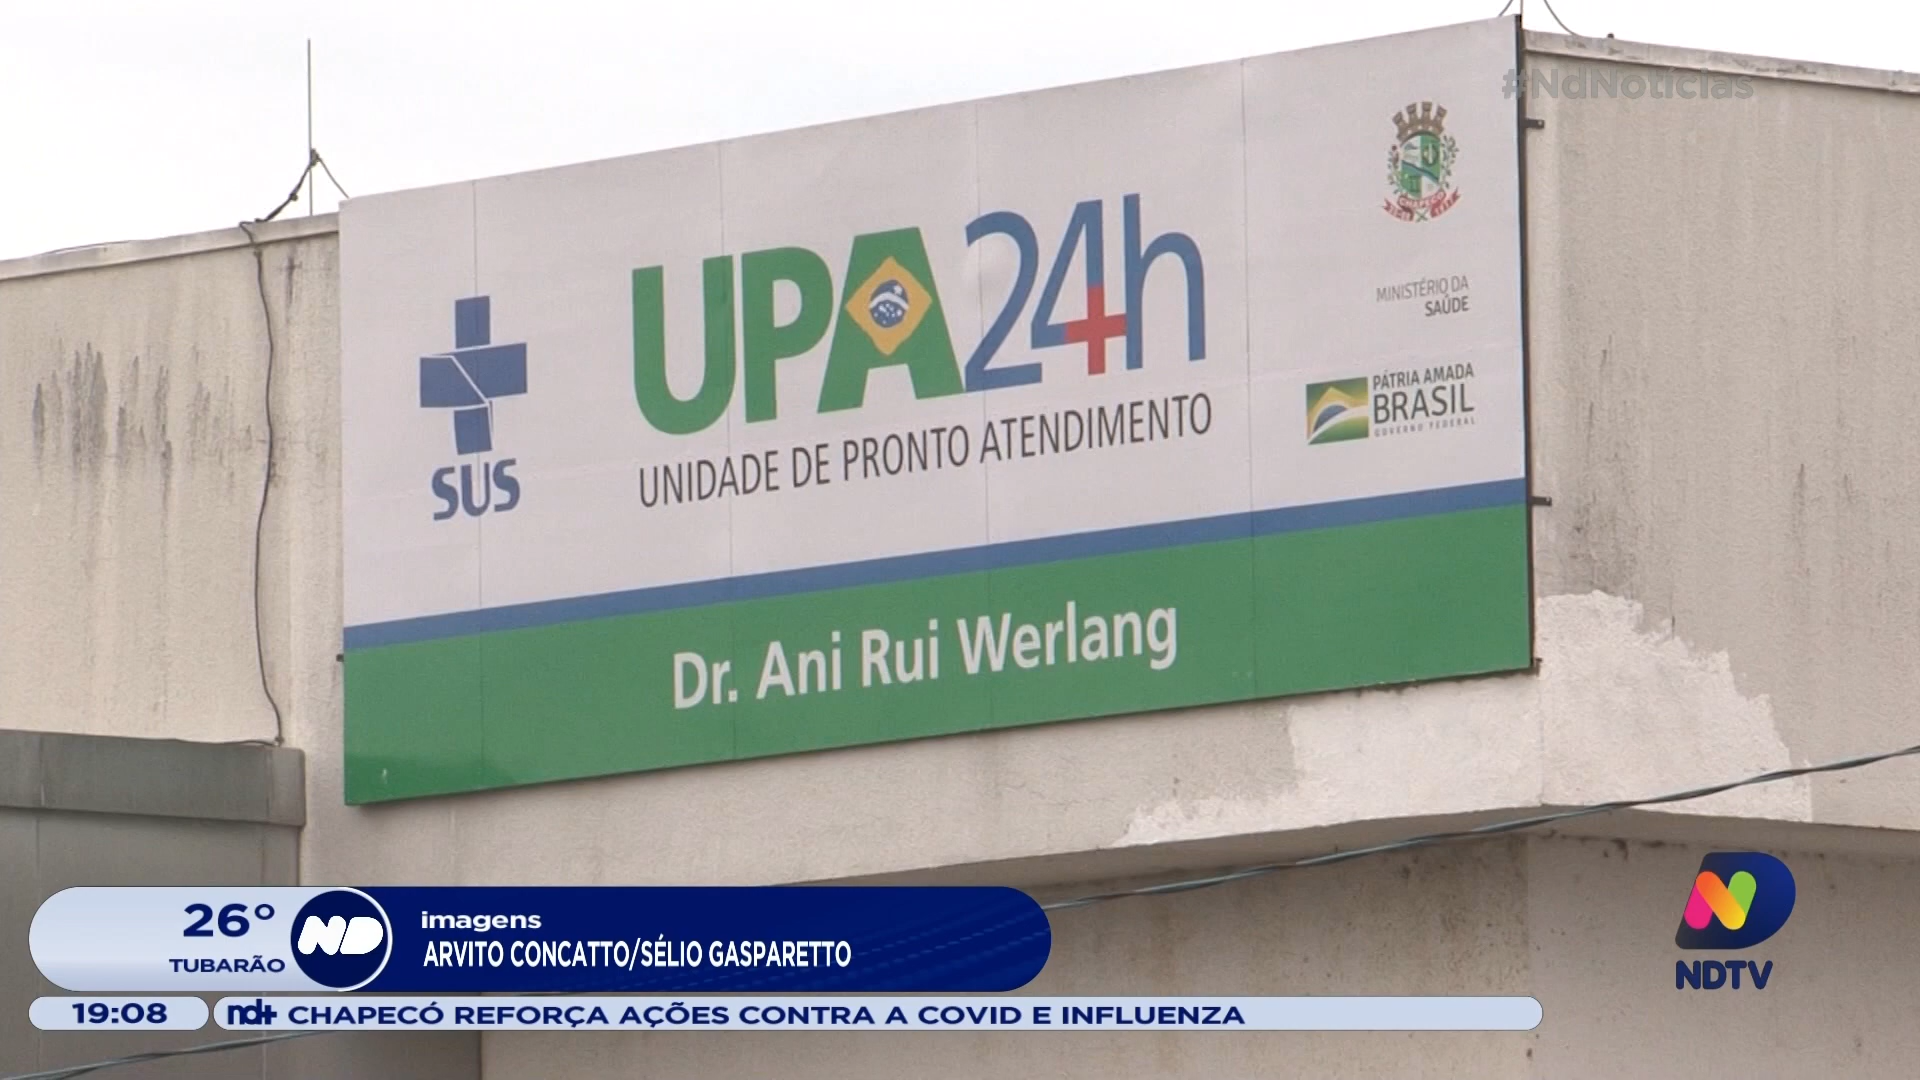 #NdNotícias
CHAPECÓ
MINISTÉRIO DA
SAÚDE
UPA24h
SUS
UNIDADE DE PRONTO ATENDIMENTO
PÁTRIA AMADA
BRASIL
GOVERNO FEDERAL
Dr. Ani Rui Werlang
26°
TUBARÃO
ND
imagens
ARVITO CONCATTO/SÉLIO GASPARETTO
NDTV
19:08
nd+ CHAPECÓ REFORÇA AÇÕES CONTRA A COVID E INFLUENZA